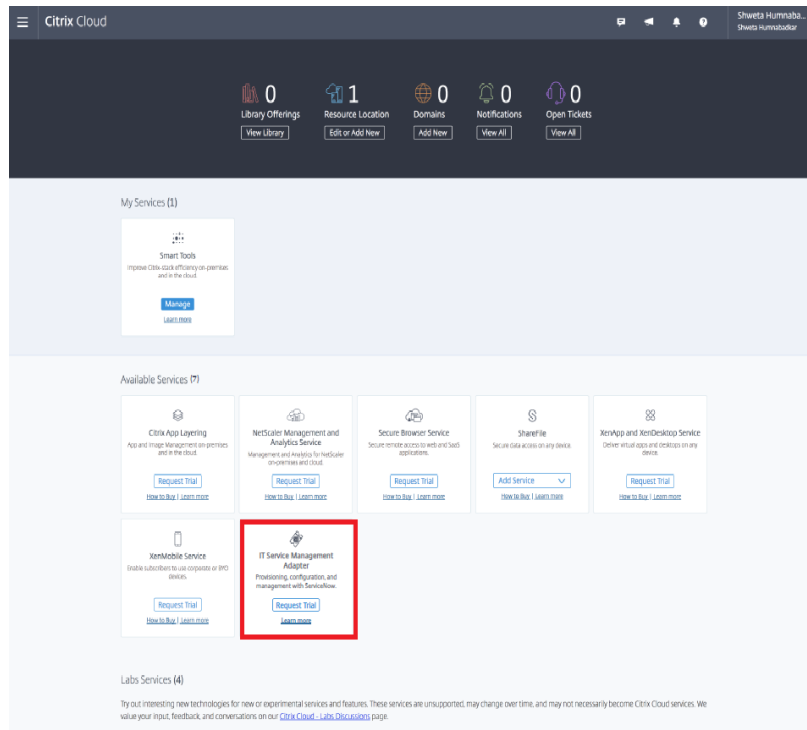 Citrix Cloud
Shweta Humnaba...
Shweta Humnabadkar
0
Library Offerings
View Library
1
Resource Location
Edit or Add New
0
Domains
Add New
0
Notifications
View All
0
Open Tickets
View All
My Services (1)
Smart Tools
Improve Citrix stack efficiency on-premises
and in the cloud.
Manage
Learn more
Available Services (7)
Citrix App Layering
App and Image Management on-premises
and in the cloud.
Request Trial
How to Buy | Learn more
NetScaler Management and
Analytics Service
Management and Analytics for NetScaler
on-premises and cloud.
Request Trial
How to Buy | Learn more
Secure Browser Service
Secure remote access to web and SaaS
applications.
Request Trial
How to Buy | Learn more
ShareFile
Secure data access on any device.
Add Service
How to Buy | Learn more
XenApp and XenDesktop Service
Deliver virtual apps and desktops on any
device.
Request Trial
How to Buy | Learn more
XenMobile Service
Enable subscribers to use corporate or BYO
devices.
Request Trial
How to Buy | Learn more
IT Service Management
Adapter
Provisioning, configuration, and
management with ServiceNow.
Request Trial
Learn more
Labs Services (4)
Try out interesting new technologies for new or experimental services and features. These services are unsupported, may change over time, and may not necessarily become Citrix Cloud services. We
value your input, feedback, and conversations on our Citrix Cloud - Labs Discussions page.